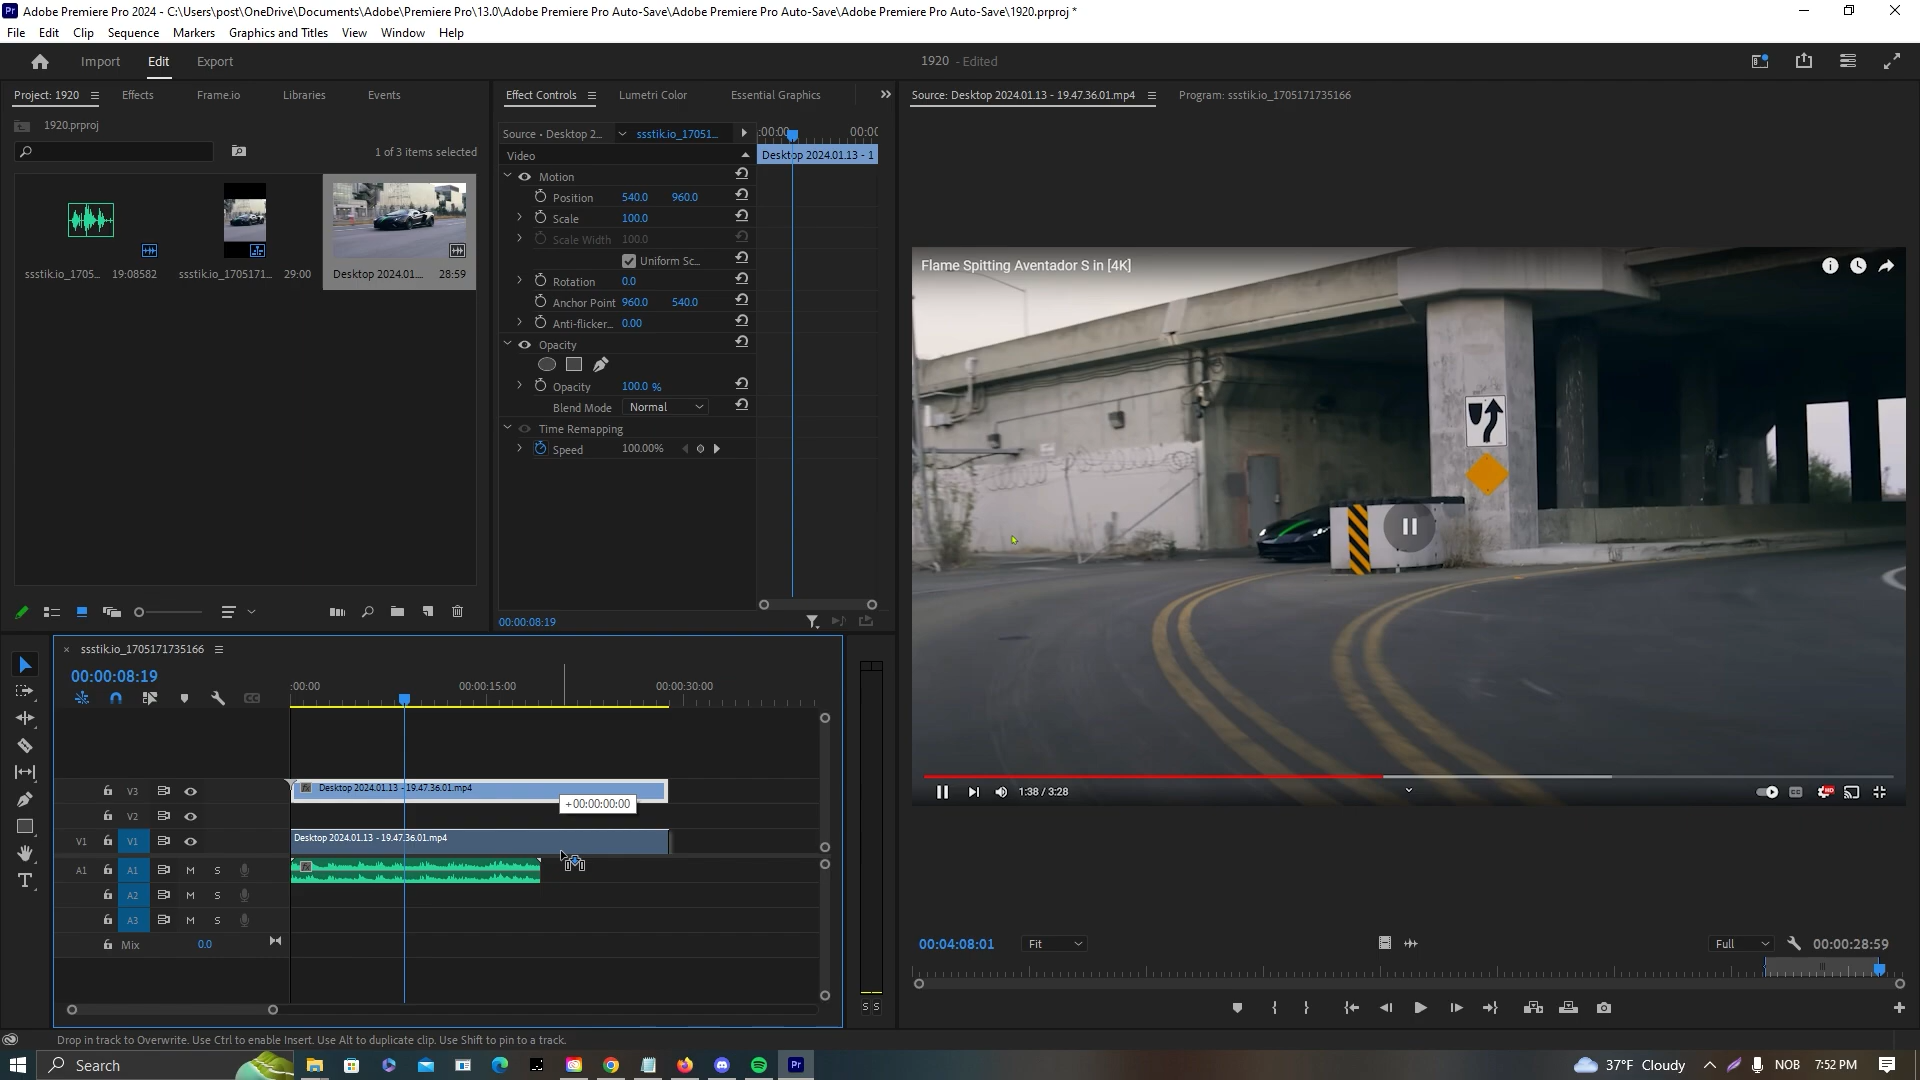 Adobe Premiere Pro 2024 - C:\Users\post\OneDrive\Documents\Adobe\Premiere Pro\13.0\Adobe Premiere Pro Auto-Save\Adobe Premiere Pro Auto-Save\Adobe Premiere Pro Auto-Save\1920.prproj *
File Edit Clip Sequence Markers Graphics and Titles View Window Help
Import Edit Export 1920 - Edited
Project: 1920 Effects Frame.io Libraries Events
1920.prproj
1 of 3 items selected
ssstik.io_1705... 19:08582 ssstik.io_1705171... 29:00 Desktop 2024.01... 28:59
Effect Controls Lumetri Color Essential Graphics
Source • Desktop 2... ssstik.io_17051... :00:00 00:0
Video Desktop 2024.01.13 - 1
Motion
Position 540.0 960.0
Scale 100.0
Scale Width 100.0
Uniform Sc...
Rotation 0.0
Anchor Point 960.0 540.0
Anti-flicker... 0.00
Opacity
Opacity 100.0 %
Blend Mode Normal
Time Remapping
Speed 100.00%
00:00:08:19
Source: Desktop 2024.01.13 - 19.47.36.01.mp4 Program: ssstik.io_1705171735166
Flame Spitting Aventador S in [4K]
1:38 / 3:28 CC HD
00:04:08:01 Fit Full 00:00:28:59
ssstik.io_1705171735166
00:00:08:19 :00:00 00:00:15:00 00:00:30:00
CC
V3 fx Desktop 2024.01.13 - 19.47.36.01.mp4
+00:00:00:00
V2
V1 V1 Desktop 2024.01.13 - 19.47.36.01.mp4
A1 A1 M S fx
A2 M S
A3 M S
Mix 0.0
S S
Drop in track to Overwrite. Use Ctrl to enable Insert. Use Alt to duplicate clip. Use Shift to pin to a track.
Search Pr 37°F Cloudy NOB 7:52 PM